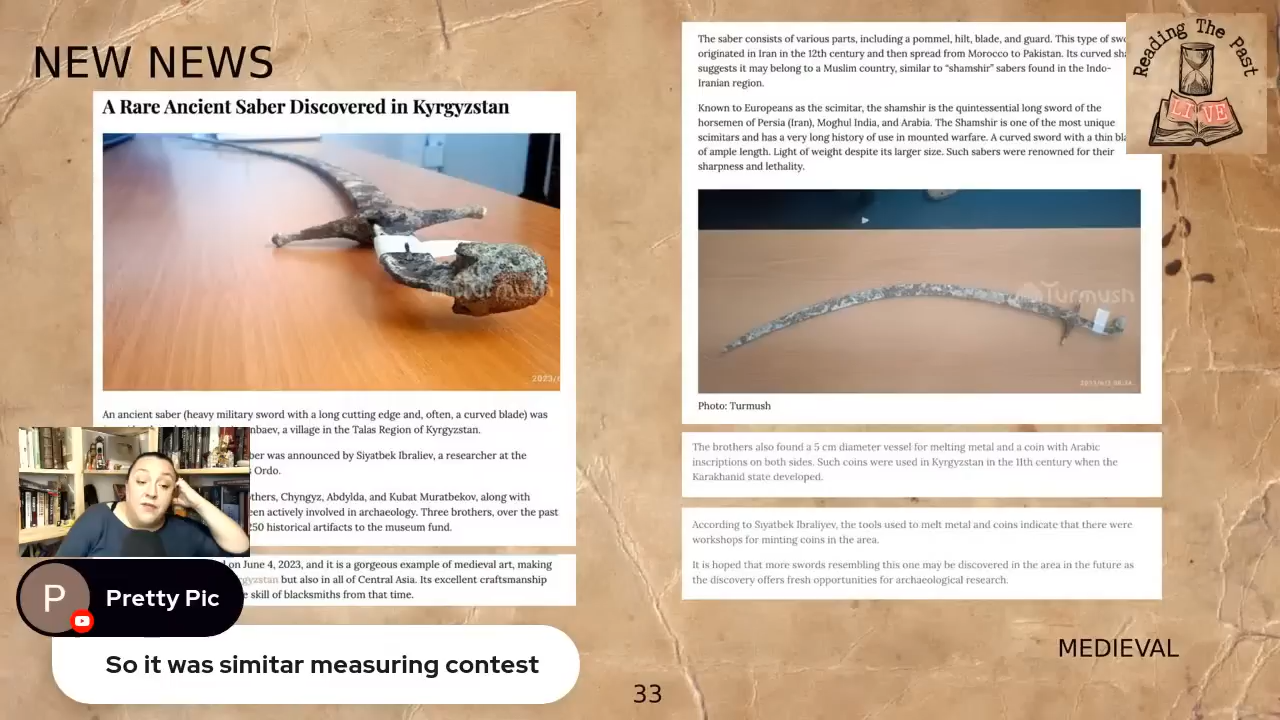 NEW NEWS
A Rare Ancient Saber Discovered in Kyrgyzstan
Turmush
2023/
An ancient saber (heavy military sword with a long cutting edge and, often, a curved blade) was
nbaev, a village in the Talas Region of Kyrgyzstan.
ber was announced by Siyatbek Ibraliev, a researcher at the
Ordo.
thers, Chyngyz, Abdylda, and Kubat Muratbekov, along with
een actively involved in archaeology. Three brothers, over the past
250 historical artifacts to the museum fund.
on June 4, 2023, and it is a gorgeous example of medieval art, making
rgyzstan but also in all of Central Asia. Its excellent craftsmanship
e skill of blacksmiths from that time.
P
Pretty Pic
So it was simitar measuring contest
The saber consists of various parts, including a pommel, hilt, blade, and guard. This type of swo
originated in Iran in the 12th century and then spread from Morocco to Pakistan. Its curved sha
suggests it may belong to a Muslim country, similar to “shamshir” sabers found in the Indo-
Iranian region.
Known to Europeans as the scimitar, the shamshir is the quintessential long sword of the
horsemen of Persia (Iran), Moghul India, and Arabia. The Shamshir is one of the most unique
scimitars and has a very long history of use in mounted warfare. A curved sword with a thin bla
of ample length. Light of weight despite its larger size. Such sabers were renowned for their
sharpness and lethality.
Turmush
Photo: Turmush
The brothers also found a 5 cm diameter vessel for melting metal and a coin with Arabic
inscriptions on both sides. Such coins were used in Kyrgyzstan in the 11th century when the
Karakhanid state developed.
According to Siyatbek Ibraliyev, the tools used to melt metal and coins indicate that there were
workshops for minting coins in the area.
It is hoped that more swords resembling this one may be discovered in the area in the future as
the discovery offers fresh opportunities for archaeological research.
Reading The Past
LIVE
MEDIEVAL
33